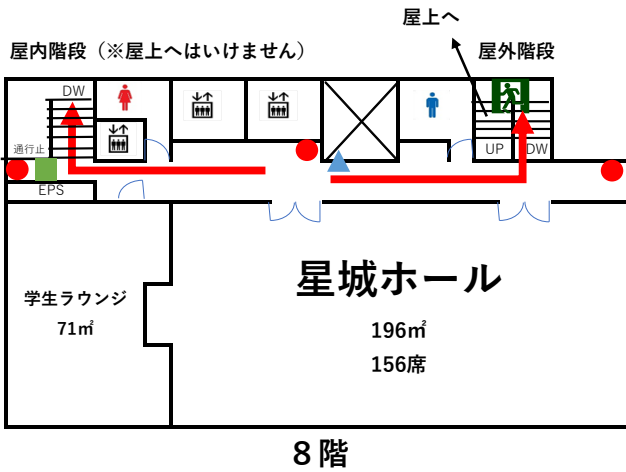 屋上へ
屋内階段（※屋上へはいけません）
屋外階段
DW
通行止
EPS
UP
DW
星城ホール
196㎡
156席
学生ラウンジ
71㎡
８階